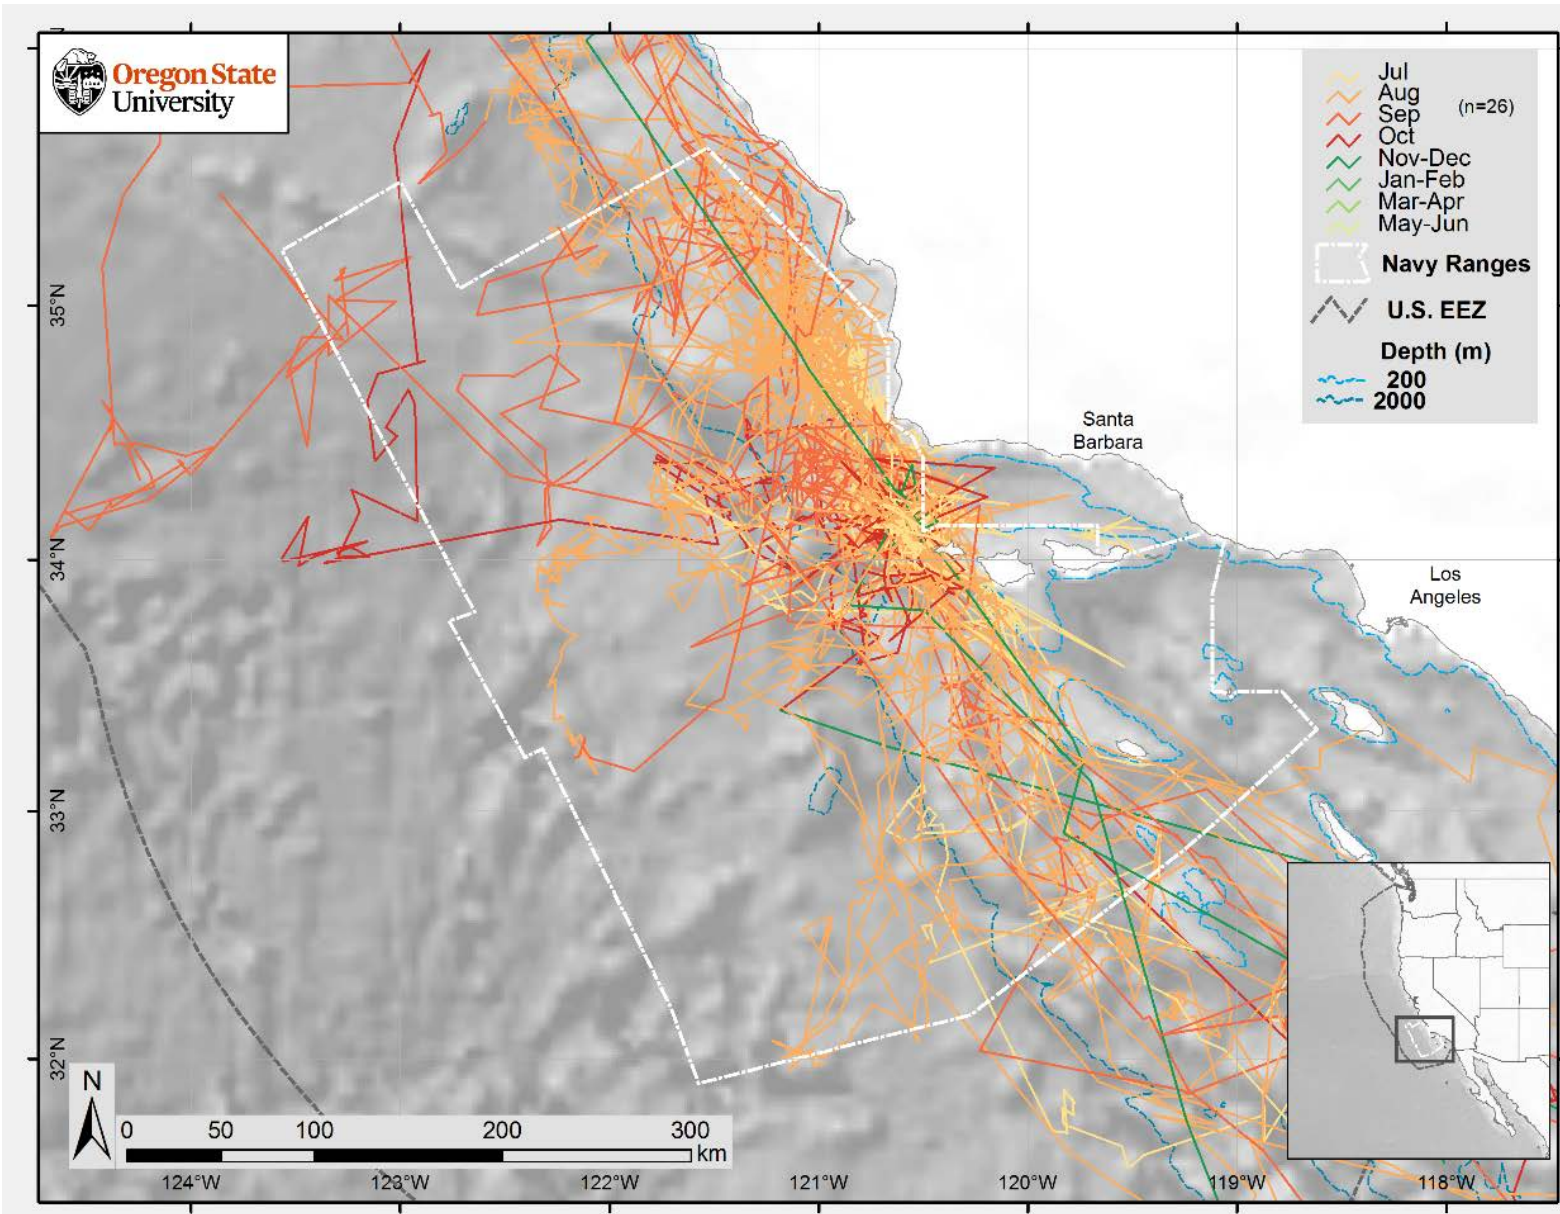 Oregon State
University
Jul
Aug
Sep
(n=26)
Oct
Nov-Dec
Jan-Feb
Mar-Apr
May-Jun
Navy Ranges
U.S. EEZ
Depth (m)
200
2000
Santa
Barbara
Los
Angeles
35°N
34°N
33°N
32°N
N
0 50 100 200 300
km
124°W 123°W 122°W 121°W 120°W 119°W 118°W